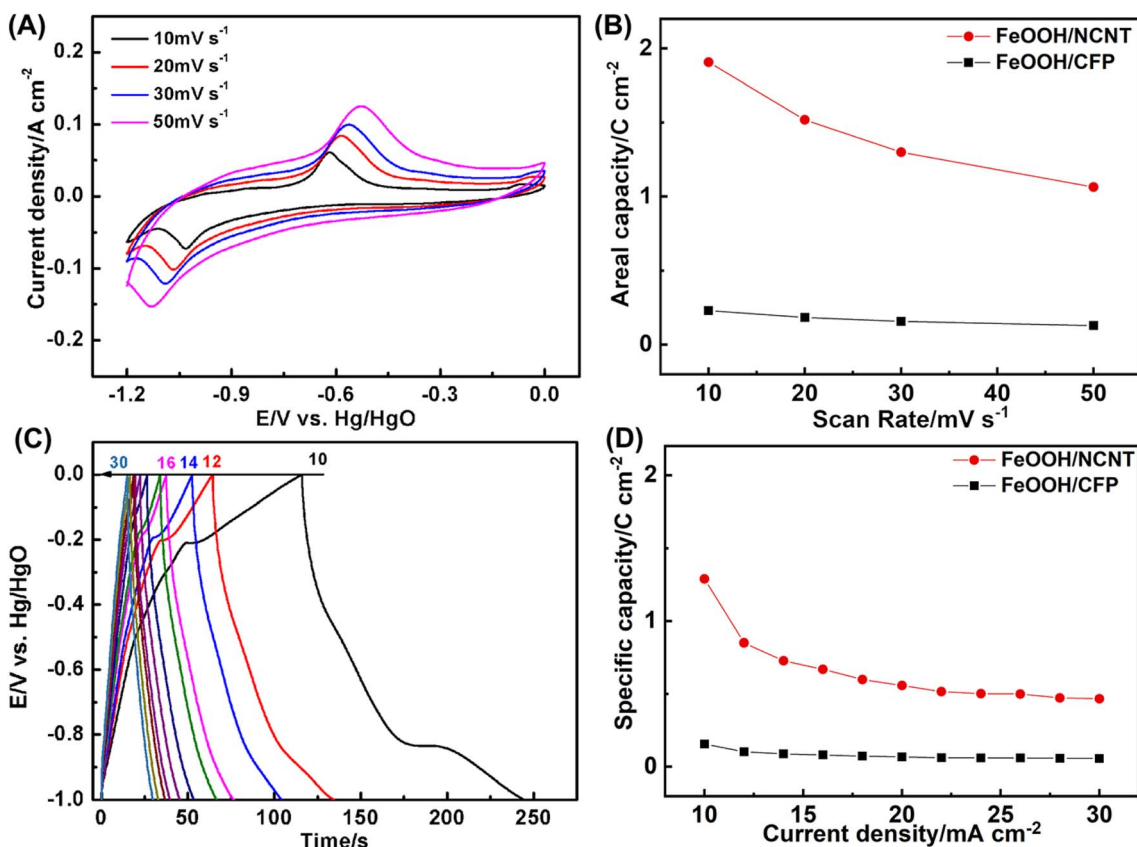 (A)
0.2
0.1
0.0
-0.1
-0.2
Current density/A cm⁻²
10mV s⁻¹
20mV s⁻¹
30mV s⁻¹
50mV s⁻¹
-1.2 -0.9 -0.6 -0.3 0.0
E/V vs. Hg/HgO
(B)
2
1
0
Areal capacity/C cm⁻²
FeOOH/NCNT
FeOOH/CFP
10 20 30 40 50
Scan Rate/mV s⁻¹
(C)
0.0
-0.2
-0.4
-0.6
-0.8
-1.0
E/V vs. Hg/HgO
30 16 14 12 10
0 50 100 150 200 250
Time/s
(D)
2
1
0
Specific capacity/C cm⁻²
FeOOH/NCNT
FeOOH/CFP
10 15 20 25 30
Current density/mA cm⁻²